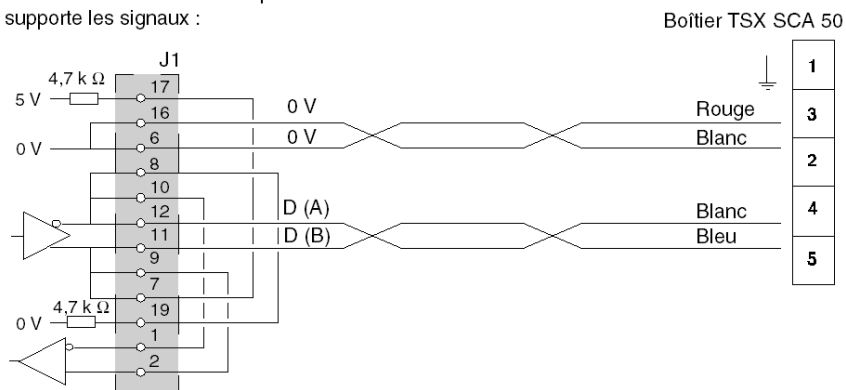 supporte les signaux :
Boîtier TSX SCA 50
J1
4,7 k Ω
5 V
17
16
0 V
Rouge
1
3
0 V
6
0 V
Blanc
2
8
10
12
D (A)
Blanc
4
11
D (B)
Bleu
5
9
7
4,7 k Ω
0 V
19
1
2